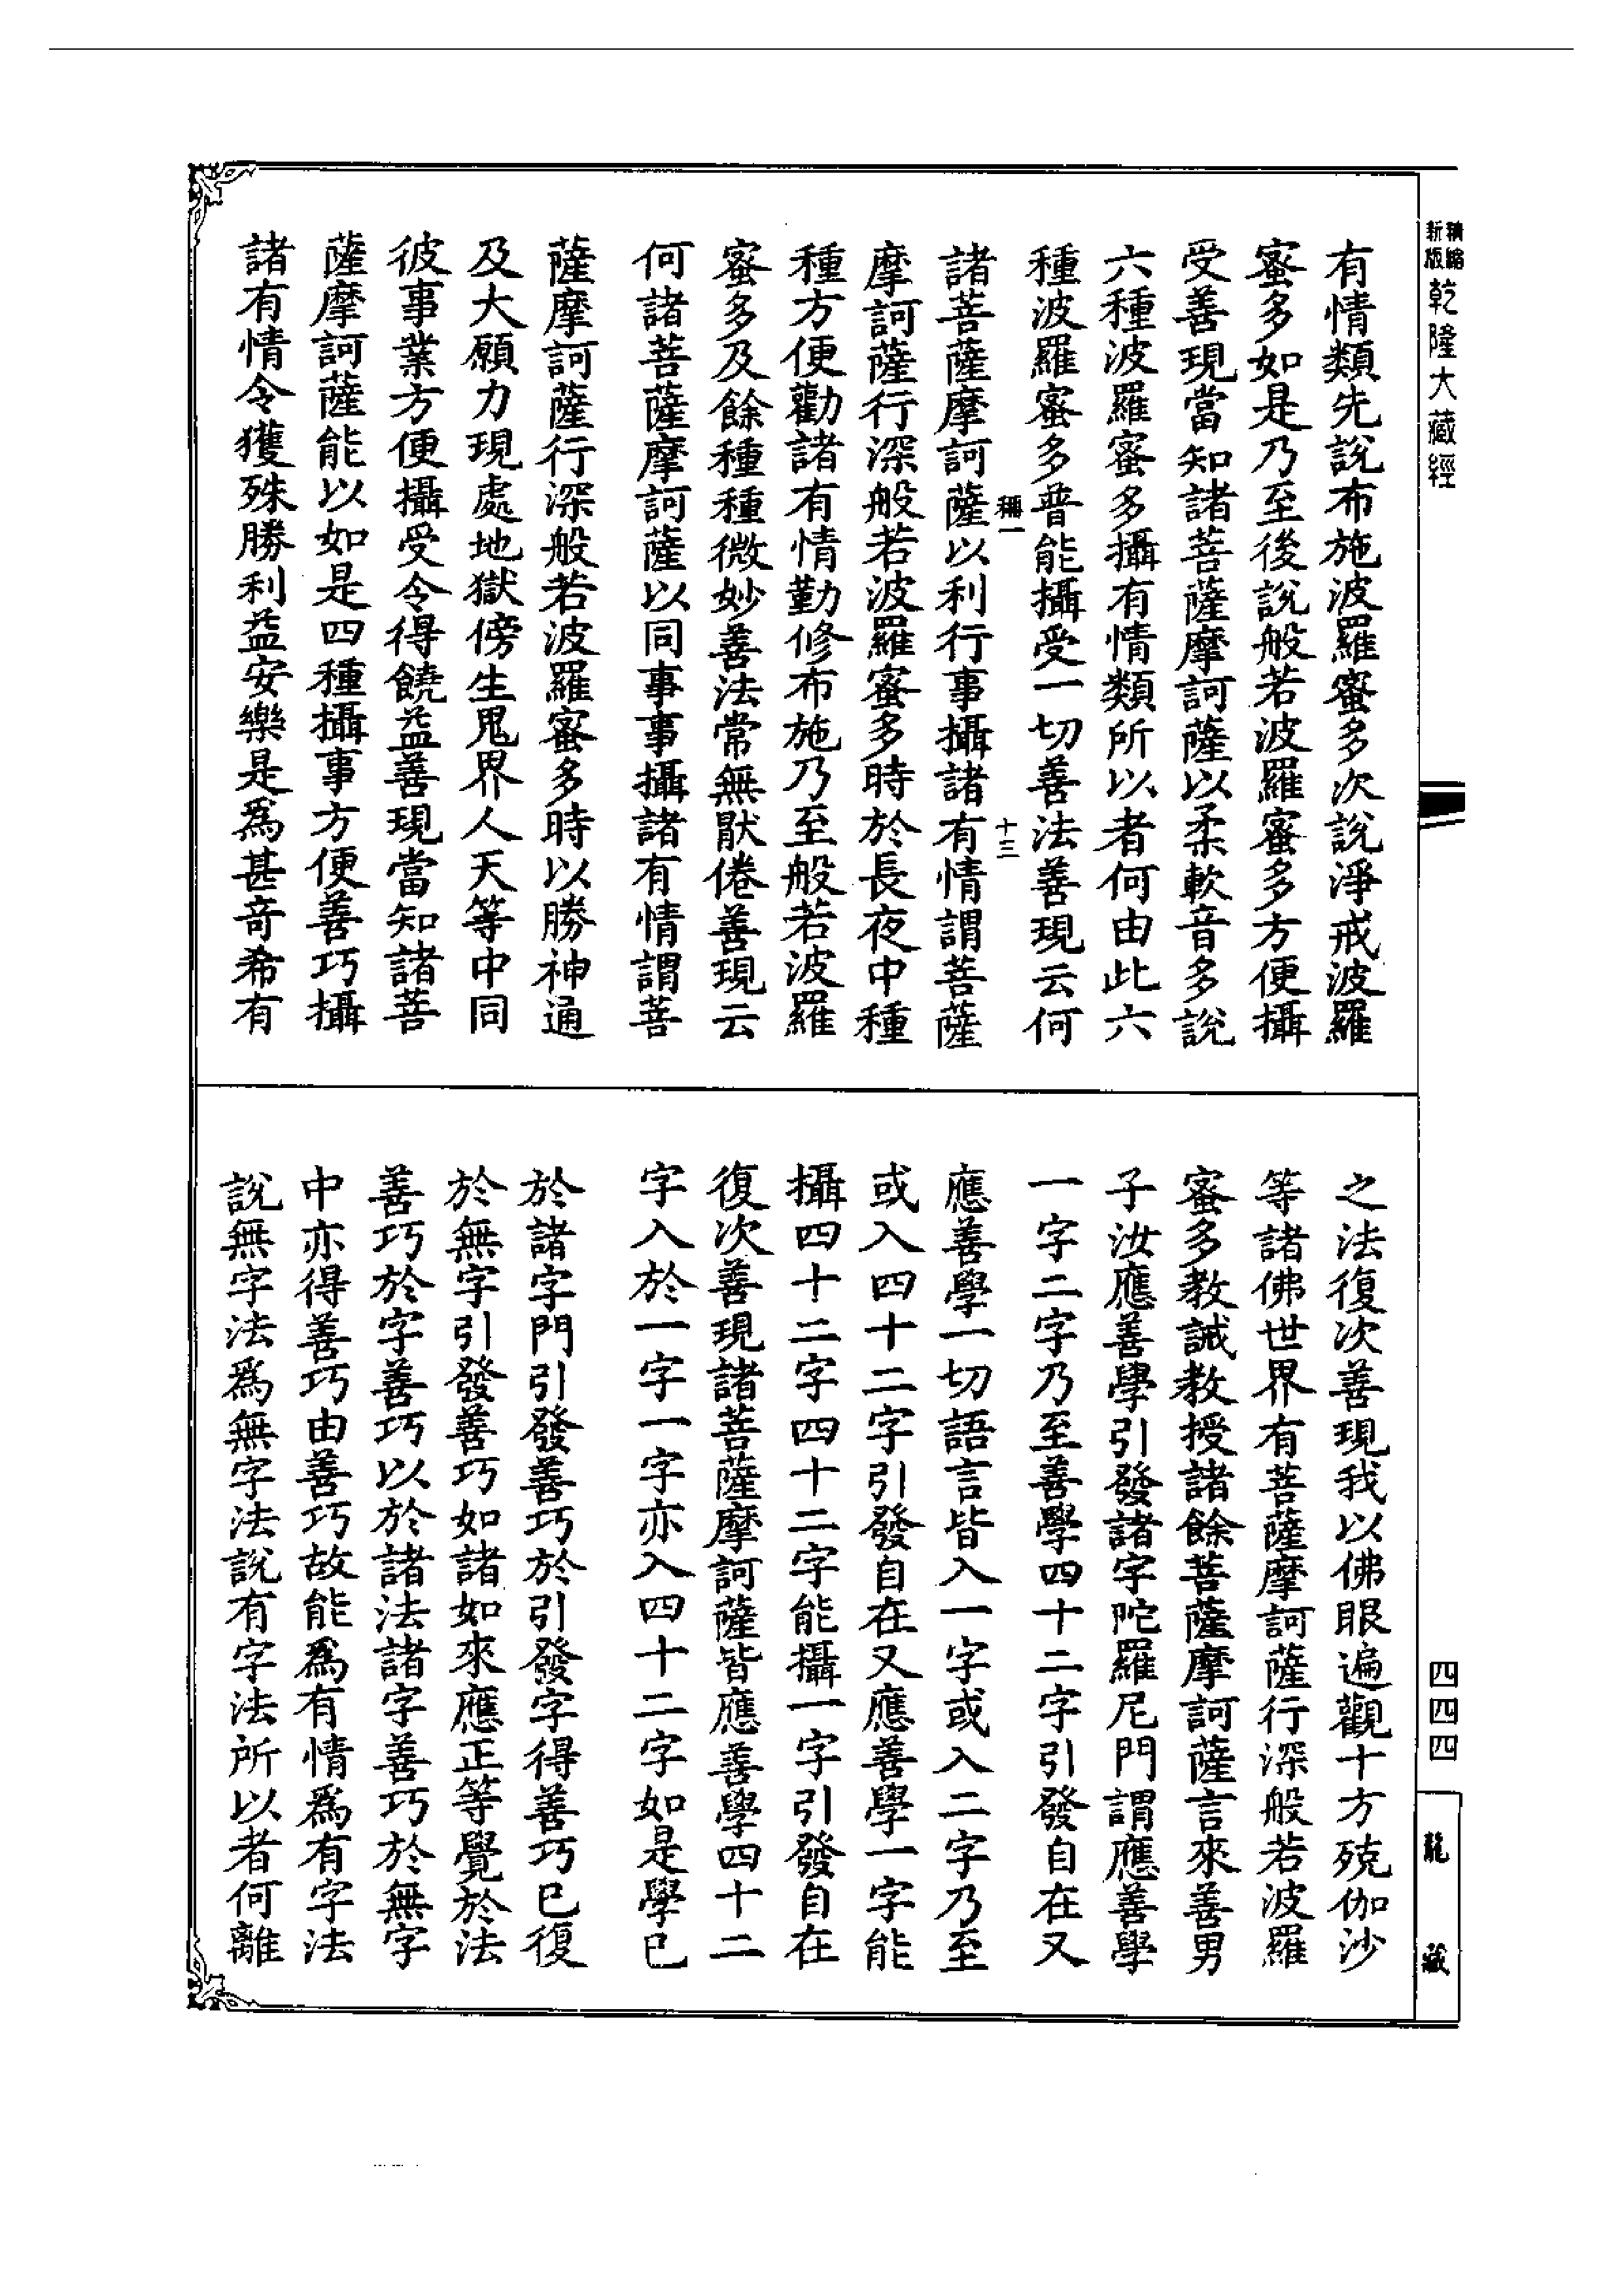 精縮新版乾隆大藏經
有情類先說布施波羅蜜多次說淨戒波羅
蜜多如是乃至後說般若波羅蜜多方便攝
受善現當知諸菩薩摩訶薩以柔軟音多說
六種波羅蜜多攝有情類所以者何由此六
種波羅蜜多普能攝受一切善法善現云何
稱一
十三
諸菩薩摩訶薩以利行事攝諸有情謂菩薩
摩訶薩行深般若波羅蜜多時於長夜中種
種方便勸諸有情勤修布施乃至般若波羅
蜜多及餘種種微妙善法常無猒倦善現云
何諸菩薩摩訶薩以同事事攝諸有情謂菩
薩摩訶薩行深般若波羅蜜多時以勝神通
及大願力現處地獄傍生鬼界人天等中同
彼事業方便攝受令得饒益善現當知諸菩
薩摩訶薩能以如是四種攝事方便善巧攝
諸有情令獲殊勝利益安樂是為甚奇希有
之法復次善現我以佛眼遍觀十方殑伽沙
等諸佛世界有菩薩摩訶薩行深般若波羅
蜜多教誡教授諸餘菩薩摩訶薩言來善男
子汝應善學引發諸字陀羅尼門謂應善學
一字二字乃至善學四十二字引發自在又
應善學一切語言皆入一字或入二字乃至
或入四十二字引發自在又應善學一字能
攝四十二字四十二字能攝一字引發自在
復次善現諸菩薩摩訶薩皆應善學四十二
字入於一字一字亦入四十二字如是學已
於諸字門引發善巧於引發字得善巧已復
於無字引發善巧如諸如來應正等覺於法
善巧於字善巧以於諸法諸字善巧於無字
中亦得善巧由善巧故能為有情為有字法
說無字法為無字法說有字法所以者何離
四四四
龍藏